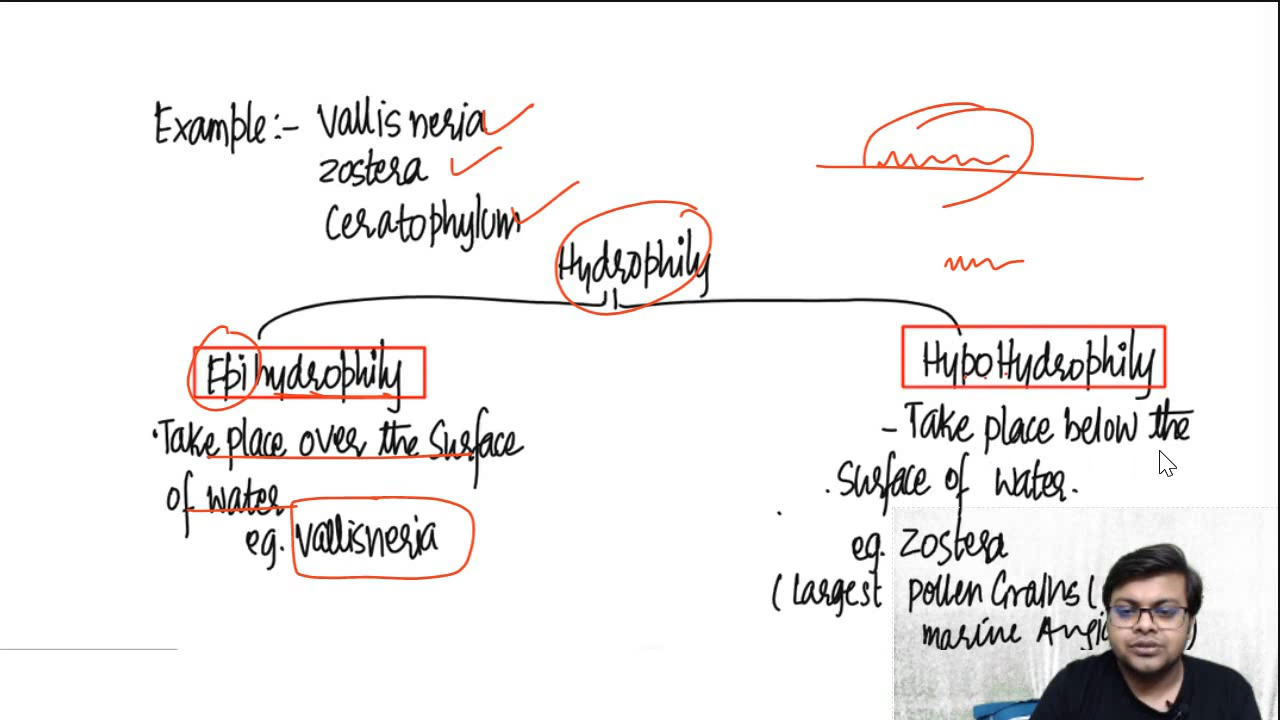 Example:- Vallisneria
Zostera
Ceratophylum
Hydrophily
Epihydrophily
HypoHydrophily
·Take place over the Surface
of water
eg. Vallisneria
- Take place below the
. Surface of water.
eg. Zostera
(Largest pollen Grains (
marine